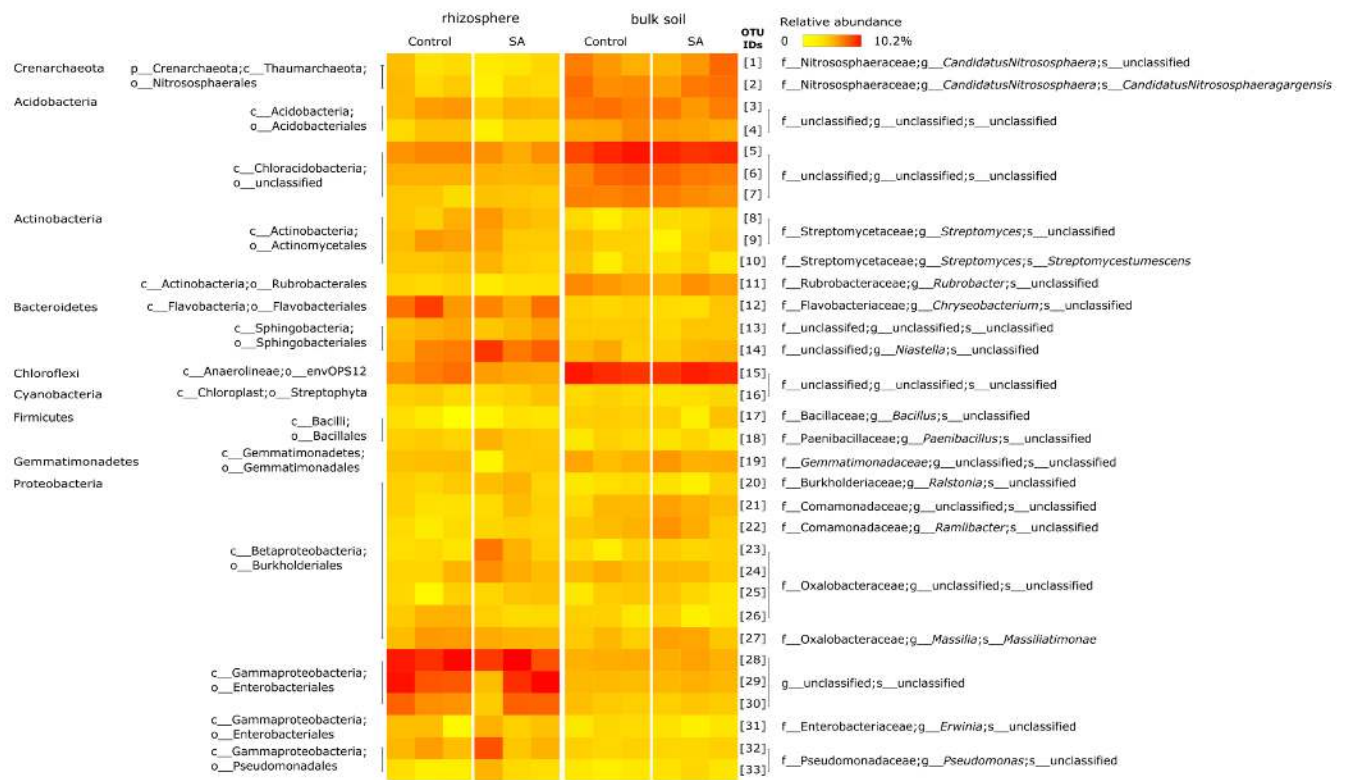 rhizosphere bulk soil Relative abundance
Control SA Control SA OTU IDs 0 10.2%
Crenarchaeota p__Crenarchaeota;c__Thaumarchaeota; [1] f__Nitrososphaeraceae;g__CandidatusNitrososphaera;s__unclassified
o__Nitrososphaerales [2] f__Nitrososphaeraceae;g__CandidatusNitrososphaera;s__CandidatusNitrososphaeragargensis
Acidobacteria c__Acidobacteria; [3]
o__Acidobacteriales [4] f__unclassified;g__unclassified;s__unclassified
[5]
c__Chloracidobacteria; [6] f__unclassified;g__unclassified;s__unclassified
o__unclassified [7]
Actinobacteria [8]
c__Actinobacteria; [9] f__Streptomycetaceae;g__Streptomyces;s__unclassified
o__Actinomycetales
[10] f__Streptomycetaceae;g__Streptomyces;s__Streptomycestumescens
c__Actinobacteria;o__Rubrobacterales [11] f__Rubrobacteraceae;g__Rubrobacter;s__unclassified
Bacteroidetes c__Flavobacteria;o__Flavobacteriales [12] f__Flavobacteriaceae;g__Chryseobacterium;s__unclassified
c__Sphingobacteria; [13] f__unclassifed;g__unclassified;s__unclassified
o__Sphingobacteriales [14] f__unclassified;g__Niastella;s__unclassified
Chloroflexi c__Anaerolineae;o__envOPS12 [15]
f__unclassified;g__unclassified;s__unclassified
Cyanobacteria c__Chloroplast;o__Streptophyta [16]
Firmicutes c__Bacilli; [17] f__Bacillaceae;g__Bacillus;s__unclassified
o__Bacillales [18] f__Paenibacillaceae;g__Paenibacillus;s__unclassified
Gemmatimonadetes c__Gemmatimonadetes; [19] f__Gemmatimonadaceae;g__unclassified;s__unclassified
o__Gemmatimonadales
Proteobacteria [20] f__Burkholderiaceae;g__Ralstonia;s__unclassified
[21] f__Comamonadaceae;g__unclassified;s__unclassified
[22] f__Comamonadaceae;g__Ramlibacter;s__unclassified
c__Betaproteobacteria; [23]
o__Burkholderiales [24]
f__Oxalobacteraceae;g__unclassified;s__unclassified
[25]
[26]
[27] f__Oxalobacteraceae;g__Massilia;s__Massiliatimonae
c__Gammaproteobacteria; [28]
o__Enterobacteriales [29] g__unclassified;s__unclassified
[30]
c__Gammaproteobacteria; [31] f__Enterobacteriaceae;g__Erwinia;s__unclassified
o__Enterobacteriales
c__Gammaproteobacteria; [32]
o__Pseudomonadales [33] f__Pseudomonadaceae;g__Pseudomonas;s__unclassified